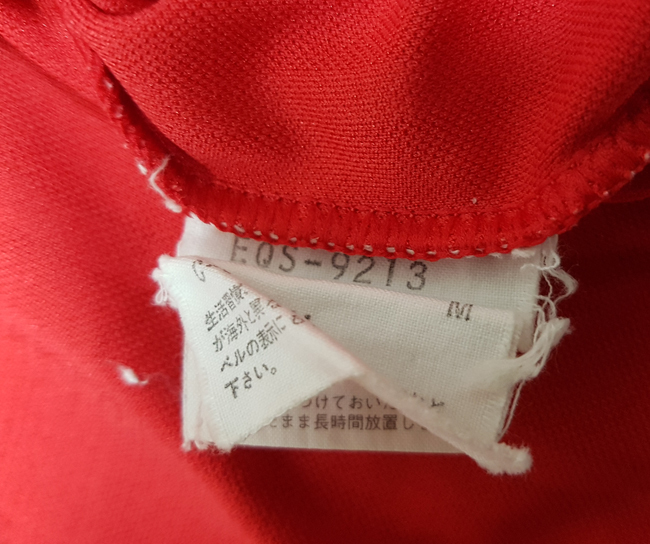 EQS-9213
M
生活習慣
が海外と異
ベルの表示に
下さい。
つけておいた
まま長時間放置し